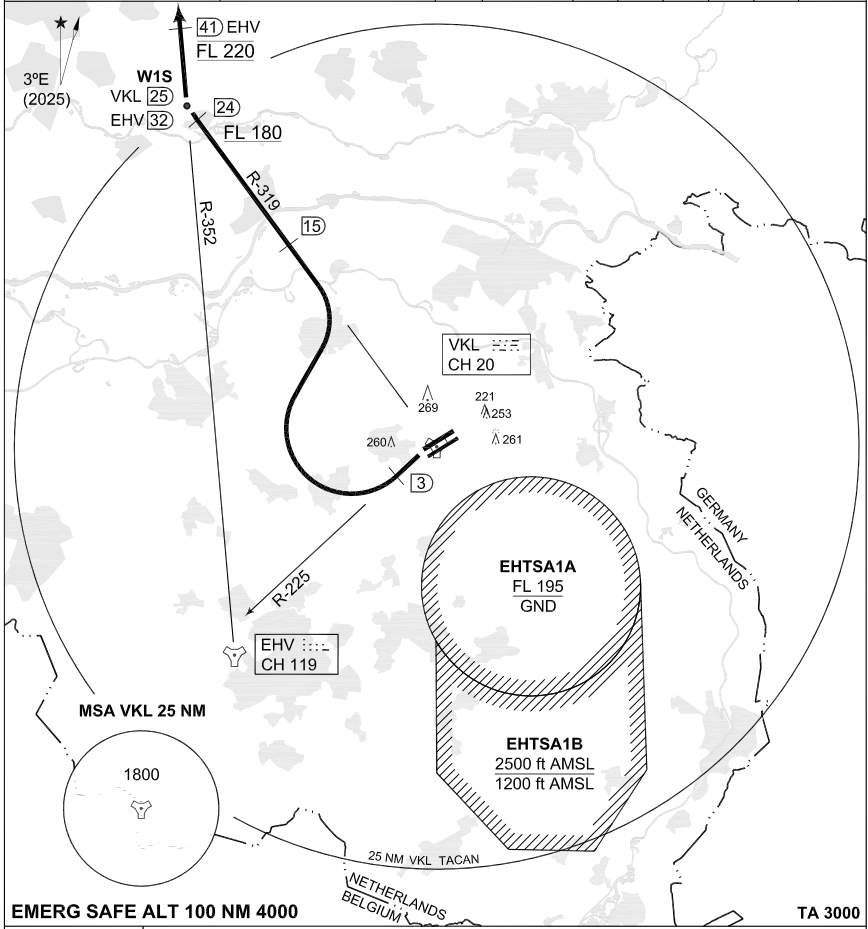 41 EHV
FL 220
3ºE
(2025)
W1S
VKL 25
EHV 32
24
FL 180
R-319
R-352
15
VKL
CH 20
269
221
253
260
261
3
GERMANY
NETHERLANDS
EHTSA1A
FL 195
GND
R-225
EHV
CH 119
MSA VKL 25 NM
1800
EHTSA1B
2500 ft AMSL
1200 ft AMSL
25 NM VKL TACAN
NETHERLANDS
BELGIUM
EMERG SAFE ALT 100 NM 4000
TA 3000